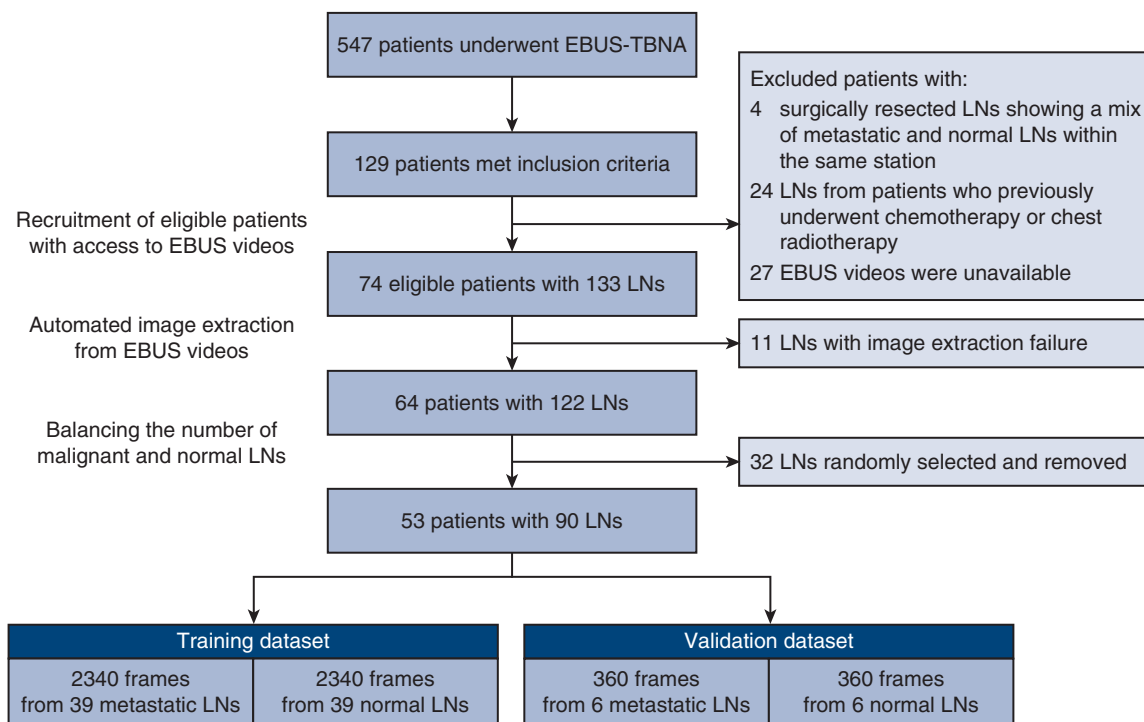 547 patients underwent EBUS-TBNA
Excluded patients with:
4 surgically resected LNs showing a mix
of metastatic and normal LNs within
the same station
24 LNs from patients who previously
underwent chemotherapy or chest
radiotherapy
27 EBUS videos were unavailable
129 patients met inclusion criteria
Recruitment of eligible patients
with access to EBUS videos
74 eligible patients with 133 LNs
Automated image extraction
from EBUS videos
11 LNs with image extraction failure
64 patients with 122 LNs
Balancing the number of
malignant and normal LNs
32 LNs randomly selected and removed
53 patients with 90 LNs
Training dataset
2340 frames
from 39 metastatic LNs
2340 frames
from 39 normal LNs
Validation dataset
360 frames
from 6 metastatic LNs
360 frames
from 6 normal LNs